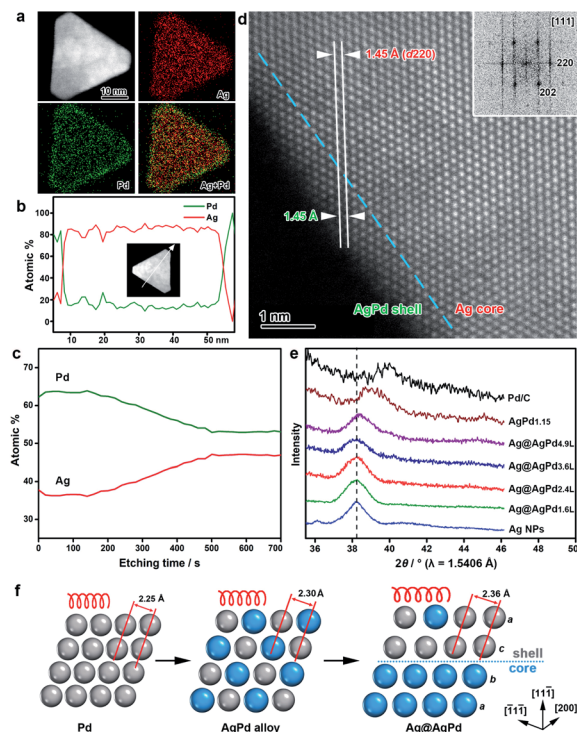 a
10 nm
Ag
Pd
Ag+Pd
b
Pd
Ag
Atomic %
100
80
60
40
20
0
10 20 30 40 50 nm
c
Pd
Ag
Atomic %
70
60
50
40
30
0 100 200 300 400 500 600 700
Etching time / s
d
1.45 Å (d220)
[111]
220
202
1.45 Å
AgPd shell
Ag core
1 nm
e
Intensity
Pd/C
AgPd1.15
Ag@AgPd4.9L
Ag@AgPd3.6L
Ag@AgPd2.4L
Ag@AgPd1.6L
Ag NPs
36 38 40 42 44 46 48 50
2θ / ° (λ = 1.5406 Å)
f
2.25 Å
Pd
2.30 Å
AgPd alloy
2.36 Å
a
c
shell
core
b
a
Ag@AgPd
[111̄]
[1̄11̄]
[200]